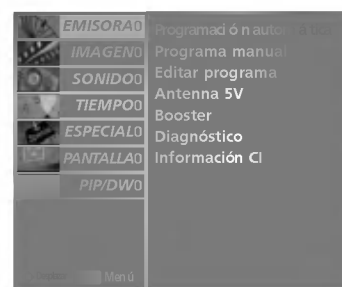 EMISORA0
IMAGEN0
SONIDO0
TIEMPO0
ESPECIAL0
PANTALLA0
PIP/DW0
Programació n automática
Programa manual
Editar programa
Antenna 5V
Booster
Diagnóstico
Información CI
Menú